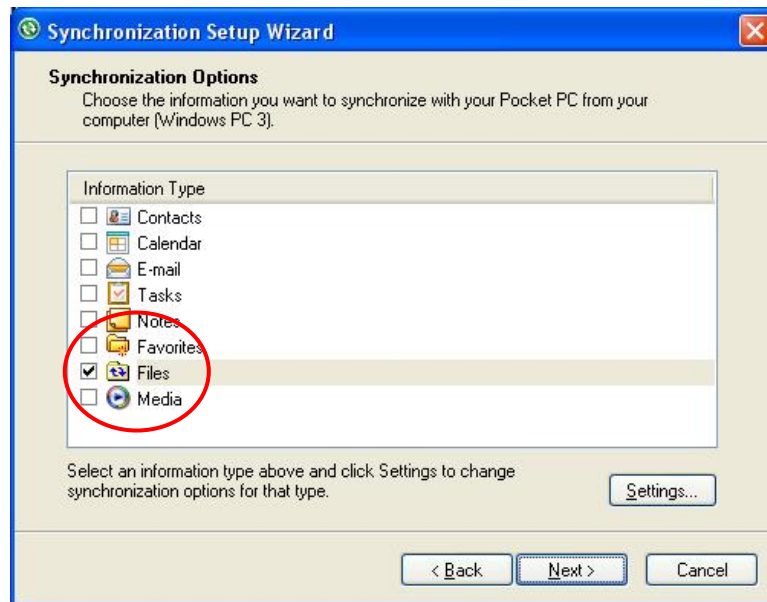 Synchronization Setup Wizard
Synchronization Options
Choose the information you want to synchronize with your Pocket PC from your
computer (Windows PC 3).
Information Type
Contacts
Calendar
E-mail
Tasks
Notes
Favorites
Files
Media
Select an information type above and click Settings to change
synchronization options for that type.
Settings...
< Back
Next >
Cancel